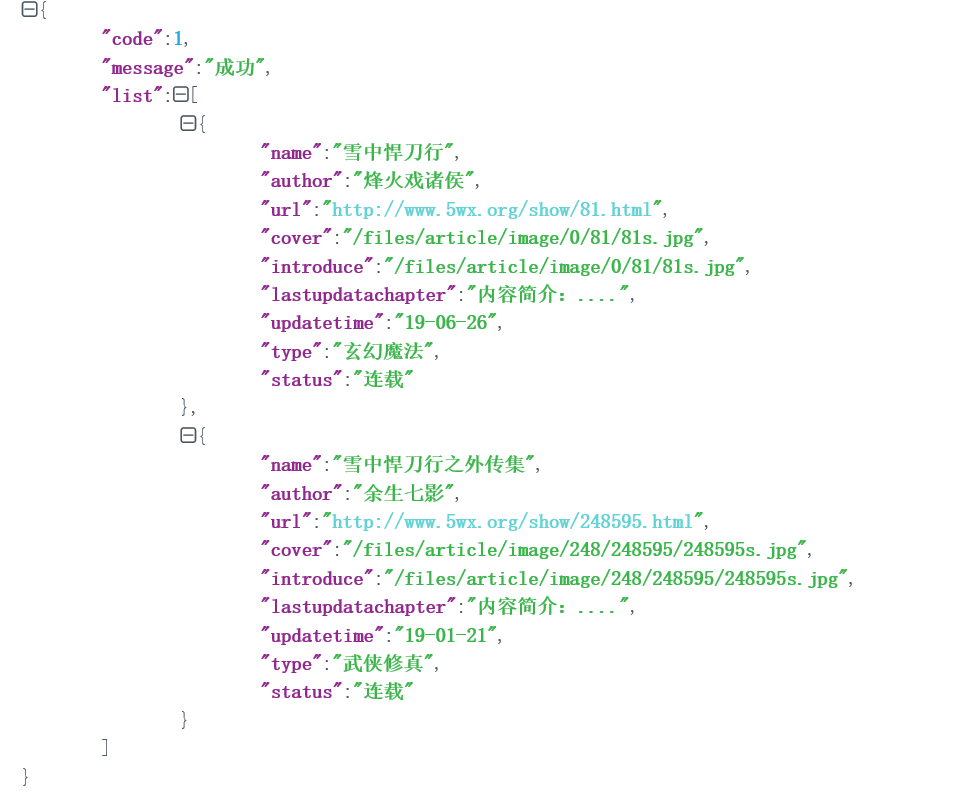 {
"code":1,
"message":"成功",
"list":[
{
"name":"雪中悍刀行",
"author":"烽火戏诸侯",
"url":"http://www.5wx.org/show/81.html",
"cover":"/files/article/image/0/81/81s.jpg",
"introduce":"/files/article/image/0/81/81s.jpg",
"lastupdatachapter":"内容简介：....",
"updatetime":"19-06-26",
"type":"玄幻魔法",
"status":"连载"
},
{
"name":"雪中悍刀行之外传集",
"author":"余生七影",
"url":"http://www.5wx.org/show/248595.html",
"cover":"/files/article/image/248/248595/248595s.jpg",
"introduce":"/files/article/image/248/248595/248595s.jpg",
"lastupdatachapter":"内容简介：....",
"updatetime":"19-01-21",
"type":"武侠修真",
"status":"连载"
}
]
}